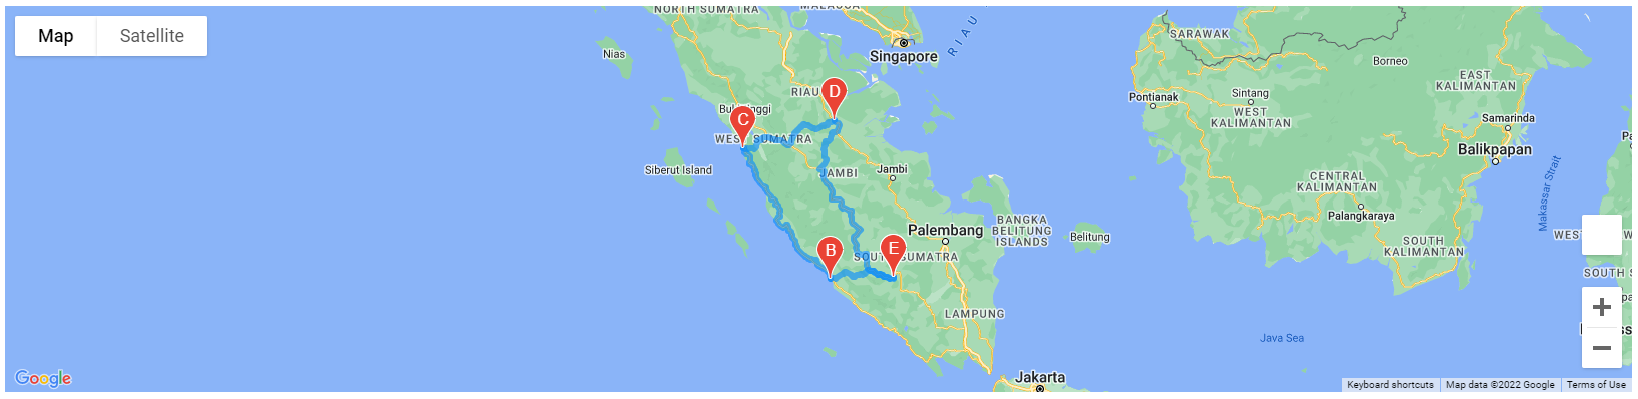 Map
Satellite
NORTH SUMATRA
MALACCA
Singapore
RIAU
Nias
SARAWAK
Borneo
EAST
KALIMANTAN
Pontianak
Sintang
WEST
KALIMANTAN
Samarinda
Balikpapan
RIAU
D
C
WEST SUMATRA
Siberut Island
JAMBI
Jambi
CENTRAL
KALIMANTAN
Palangkaraya
Makassar Strait
BANGKA
BELITUNG
ISLANDS
Belitung
Palembang
B
E
SOUTH SUMATRA
SOUTH
KALIMANTAN
WEST
SOUTH S
LAMPUNG
Java Sea
Jakarta
Google
Keyboard shortcuts
Map data ©2022 Google
Terms of Use